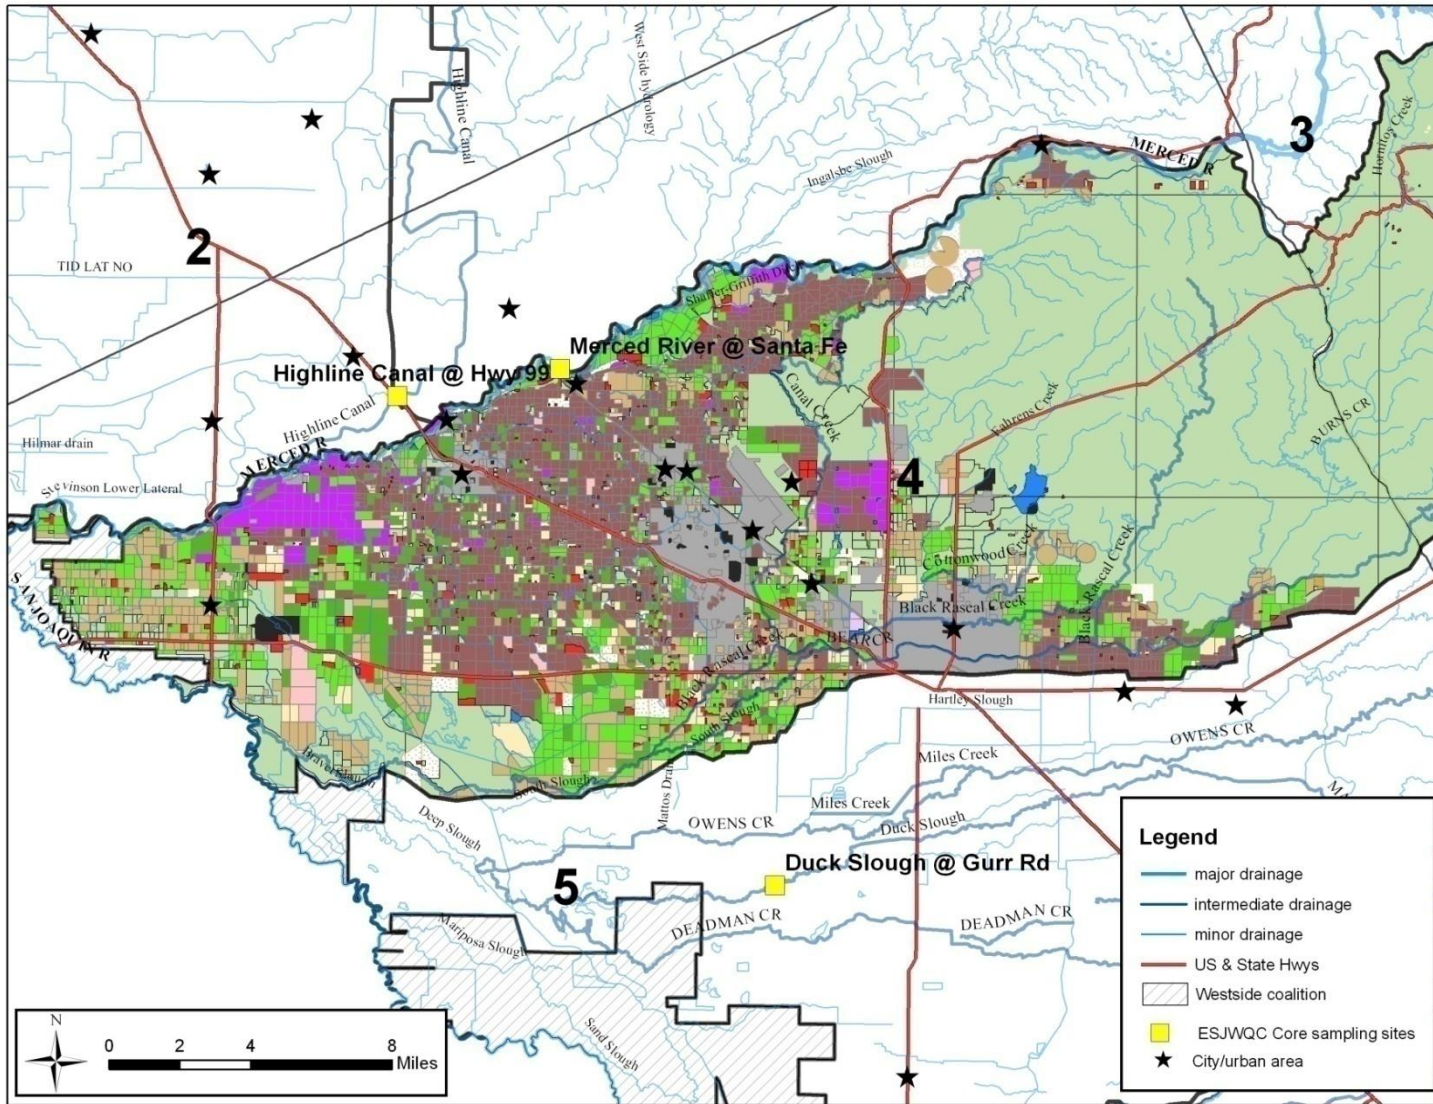 Highline Canal
West Side hydrology
3
MERCED R
Hornitos Creek
Ingalsbe Slough
2
TID LAT NO
Shaffer-Griffith Ditch
Merced River @ Santa Fe
Highline Canal @ Hwy 99
Highline Canal
Canal Creek
Fahrens Creek
BURNS CR
Hilmar drain
MERCED R
4
Stevinson Lower Lateral
Cottonwood Creek
SAN JOAQUIN R
Black Rascal Creek
Black Rascal Creek
BEAR CR
Black Rascal Creek
Hartley Slough
South Slough
OWENS CR
Miles Creek
South Slough
Mattos Drain
Deep Slough
Miles Creek
OWENS CR
Duck Slough
Duck Slough @ Gurr Rd
5
Mariposa Slough
DEADMAN CR
DEADMAN CR
Sand Slough
Legend
major drainage
intermediate drainage
minor drainage
US & State Hwys
Westside coalition
ESJWQC Core sampling sites
City/urban area
N
0 2 4 8
Miles